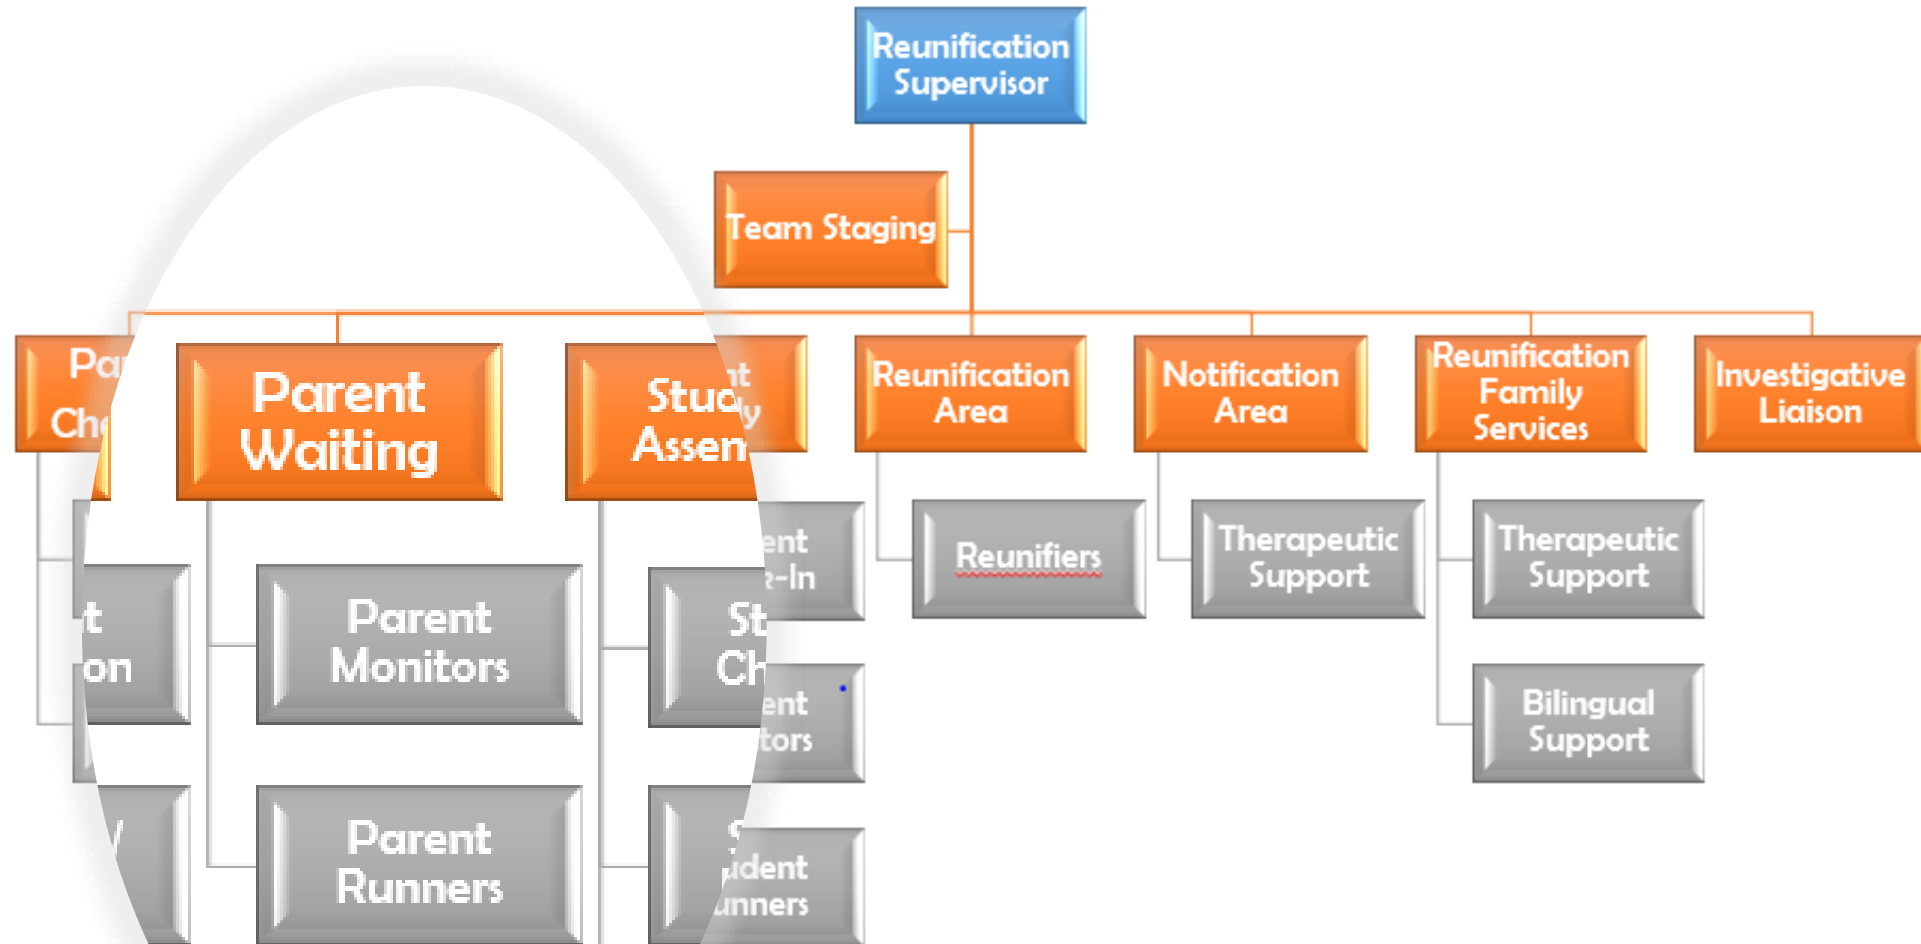 Reunification
Supervisor
Team Staging
Parent
Waiting
Reunification
Area
Notification
Area
Reunification
Family
Services
Investigative
Liaison
Parent
Monitors
Reunifiers
Therapeutic
Support
Therapeutic
Support
Bilingual
Support
Parent
Runners